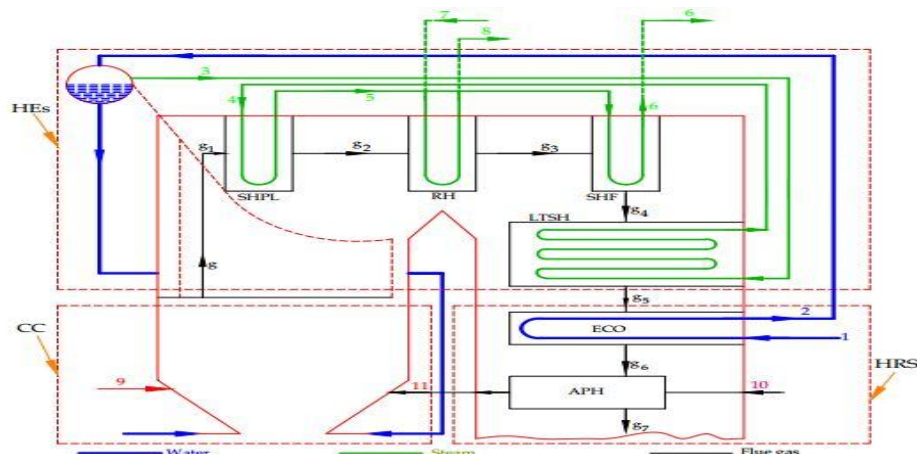 7
6
8
3
HEs
4
5
6
g₁
g₂
g₃
SHPL
RH
SHF
g₄
LTSH
g
g₅
CC
2
HRS
ECO
1
g₆
9
11
10
APH
g₇
Water
Steam
Flue gas